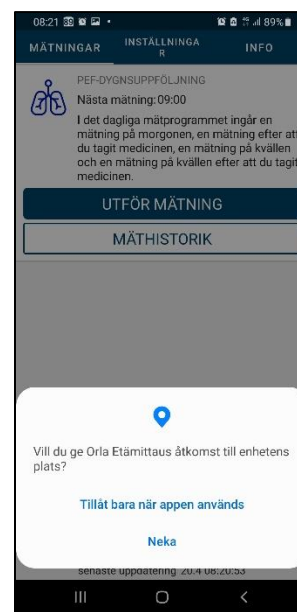 08:21 89%
MÄTNINGAR
INSTÄLLNINGA
R
INFO
PEF-DYGNSUPPFÖLJNING
Nästa mätning:09:00
I det dagliga mätprogrammet ingår en
mätning på morgonen, en mätning efter att
du tagit medicinen, en mätning på kvällen
och en mätning på kvällen efter att du tagit
medicinen.
UTFÖR MÄTNING
MÄTHISTORIK
Vill du ge Orla Etämittaus åtkomst till enhetens
plats?
Tillåt bara när appen används
Neka
senaste uppdatering 20.4 08:20:53